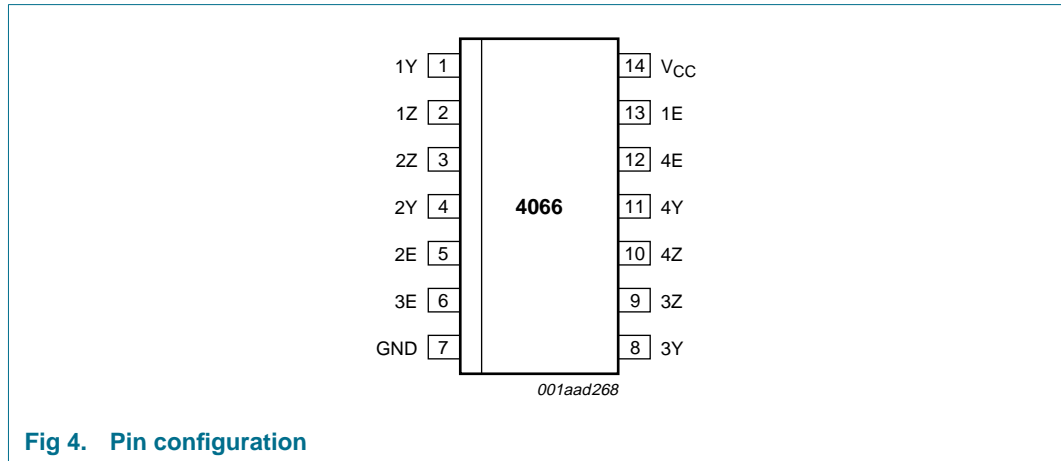 1Y 1 14 VCC
1Z 2 13 1E
2Z 3 12 4E
2Y 4 4066 11 4Y
2E 5 10 4Z
3E 6 9 3Z
GND 7 8 3Y
001aad268
Fig 4. Pin configuration